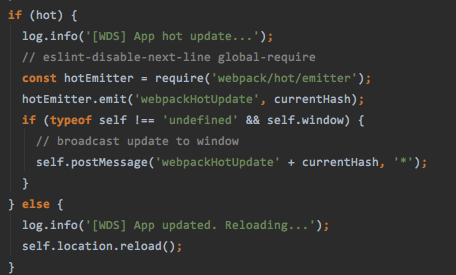 if (hot) {
  log.info('[WDS] App hot update...');
  // eslint-disable-next-line global-require
  const hotEmitter = require('webpack/hot/emitter');
  hotEmitter.emit('webpackHotUpdate', currentHash);
  if (typeof self !== 'undefined' && self.window) {
    // broadcast update to window
    self.postMessage('webpackHotUpdate' + currentHash, '*');
  }
} else {
  log.info('[WDS] App updated. Reloading...');
  self.location.reload();
}